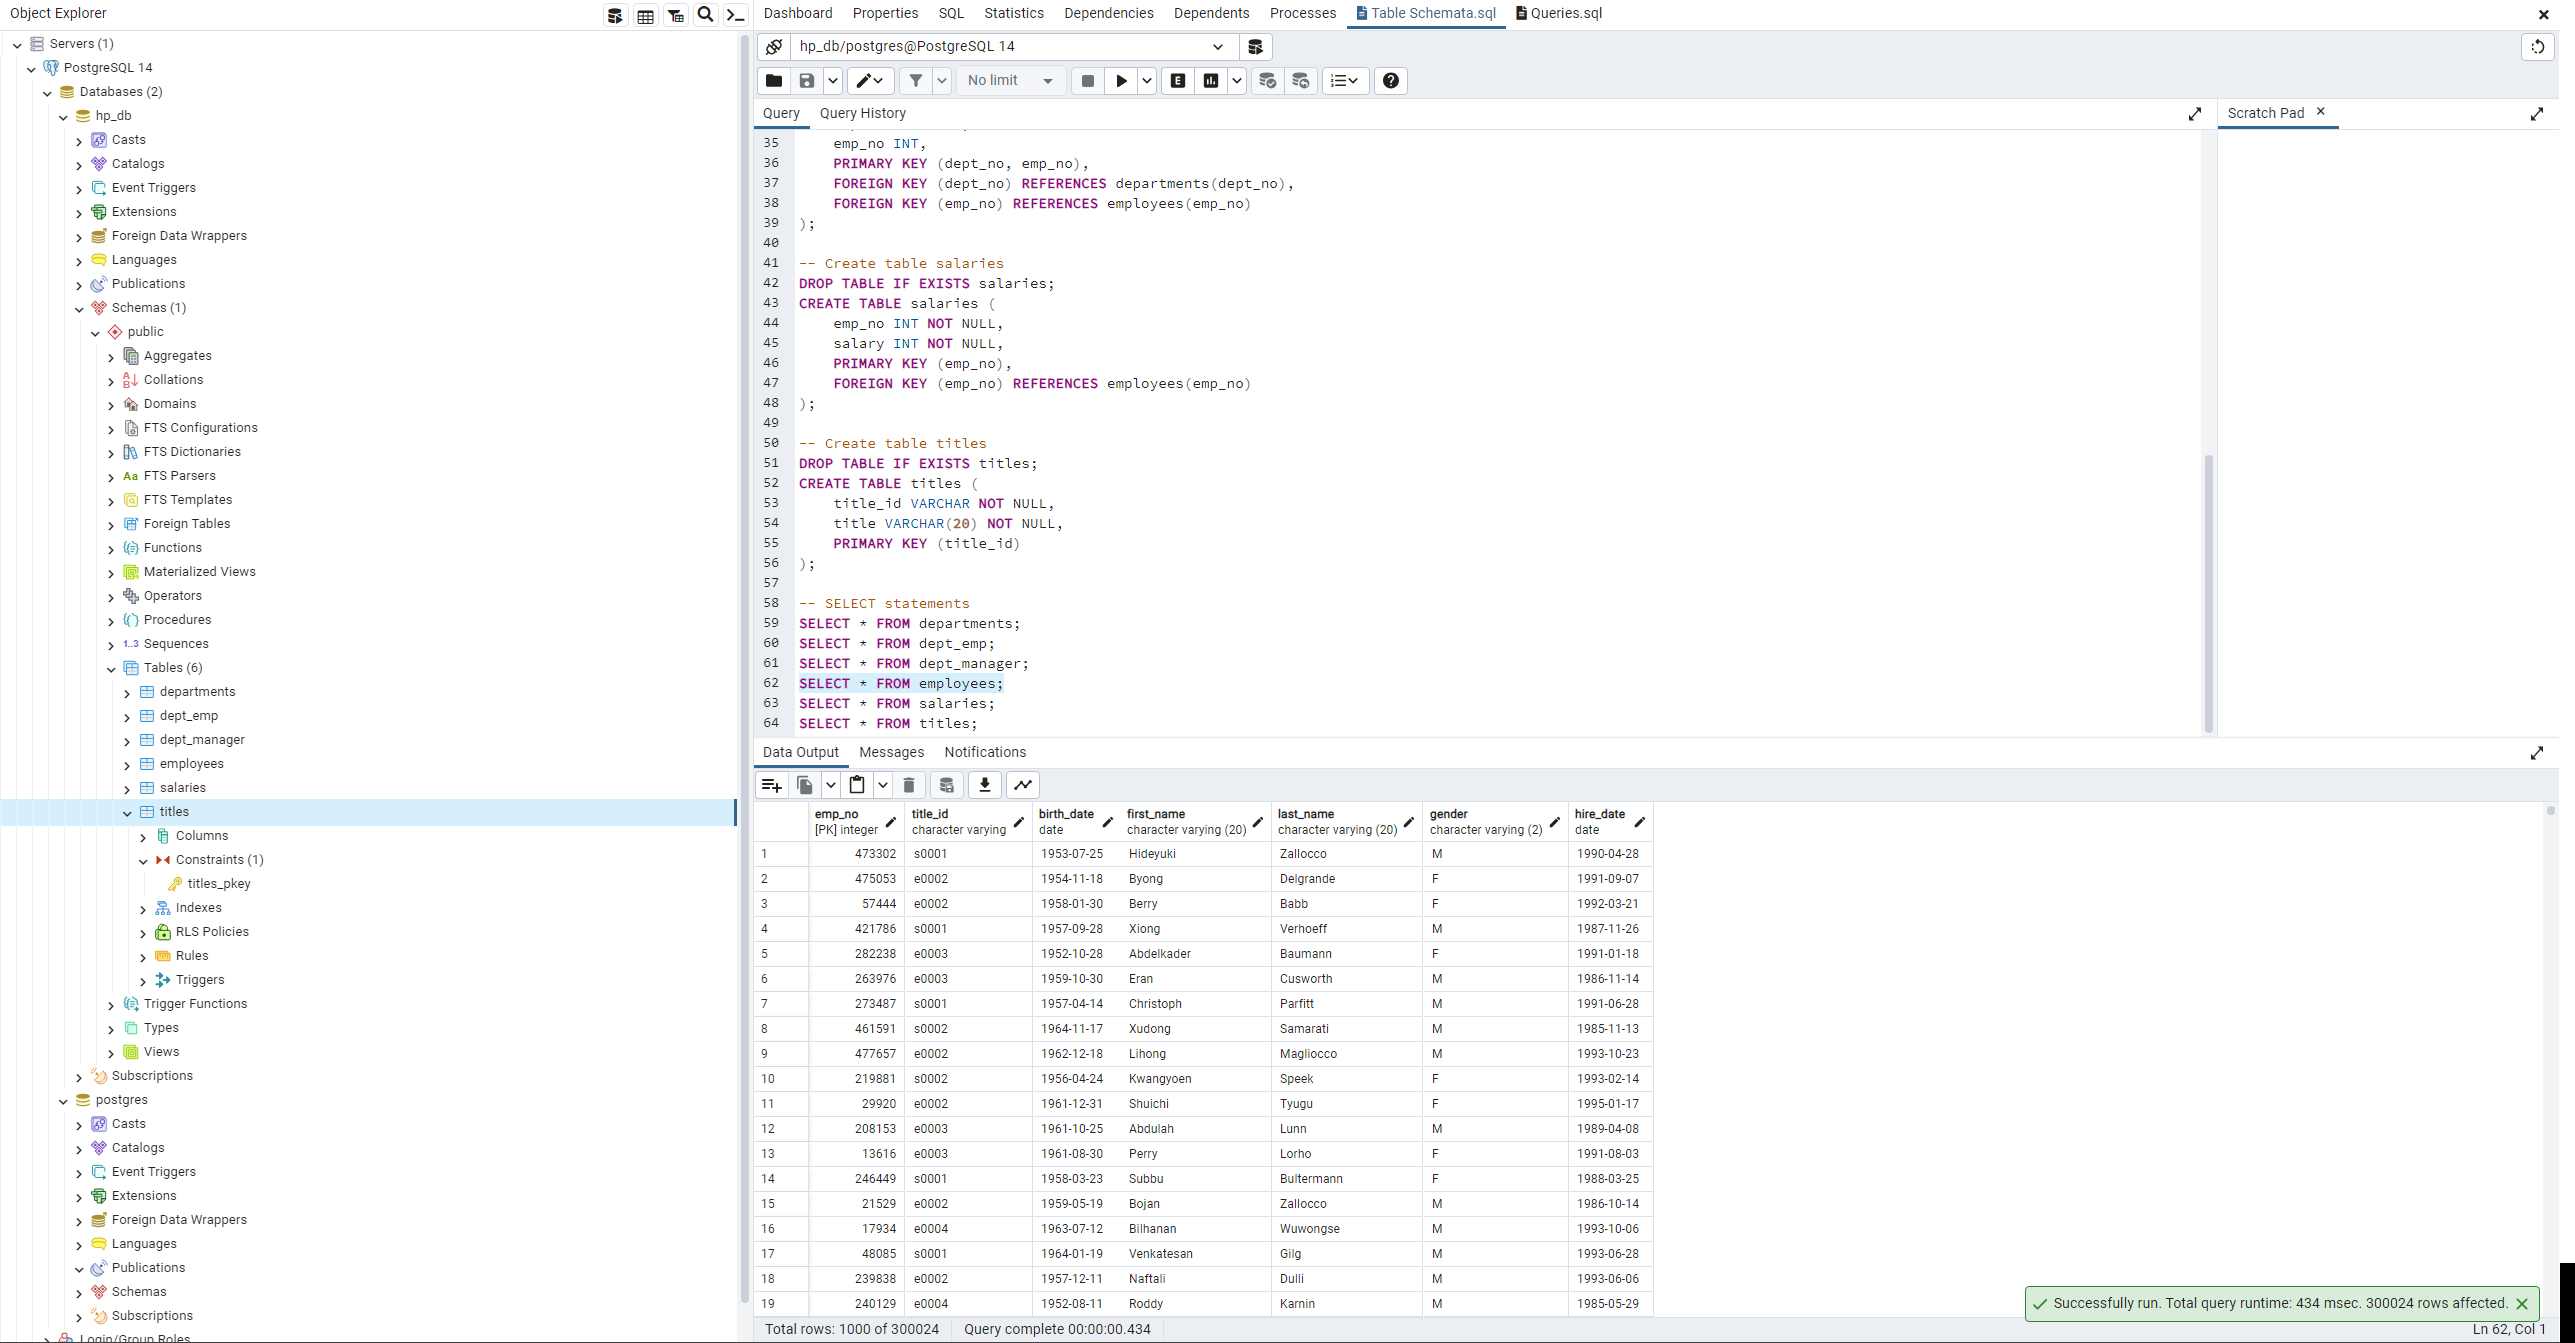 Object Explorer
Servers (1)
PostgreSQL 14
Databases (2)
hp_db
Casts
Catalogs
Event Triggers
Extensions
Foreign Data Wrappers
Languages
Publications
Schemas (1)
public
Aggregates
Collations
Domains
FTS Configurations
FTS Dictionaries
Aa FTS Parsers
FTS Templates
Foreign Tables
Functions
Materialized Views
Operators
Procedures
1..3 Sequences
Tables (6)
departments
dept_emp
dept_manager
employees
salaries
titles
Columns
Constraints (1)
titles_pkey
Indexes
RLS Policies
Rules
Triggers
Trigger Functions
Types
Views
Subscriptions
postgres
Casts
Catalogs
Event Triggers
Extensions
Foreign Data Wrappers
Languages
Publications
Schemas
Subscriptions
Login/Group Roles
Dashboard Properties SQL Statistics Dependencies Dependents Processes Table Schemata.sql Queries.sql
hp_db/postgres@PostgreSQL 14
No limit
Query Query History
Scratch Pad
35 emp_no INT,
36 PRIMARY KEY (dept_no, emp_no),
37 FOREIGN KEY (dept_no) REFERENCES departments(dept_no),
38 FOREIGN KEY (emp_no) REFERENCES employees(emp_no)
39 );
40
41 -- Create table salaries
42 DROP TABLE IF EXISTS salaries;
43 CREATE TABLE salaries (
44 emp_no INT NOT NULL,
45 salary INT NOT NULL,
46 PRIMARY KEY (emp_no),
47 FOREIGN KEY (emp_no) REFERENCES employees(emp_no)
48 );
49
50 -- Create table titles
51 DROP TABLE IF EXISTS titles;
52 CREATE TABLE titles (
53 title_id VARCHAR NOT NULL,
54 title VARCHAR(20) NOT NULL,
55 PRIMARY KEY (title_id)
56 );
57
58 -- SELECT statements
59 SELECT * FROM departments;
60 SELECT * FROM dept_emp;
61 SELECT * FROM dept_manager;
62 SELECT * FROM employees;
63 SELECT * FROM salaries;
64 SELECT * FROM titles;
Data Output Messages Notifications
emp_no title_id birth_date first_name last_name gender hire_date
[PK] integer character varying date character varying (20) character varying (20) character varying (2) date
1 473302 s0001 1953-07-25 Hideyuki Zallocco M 1990-04-28
2 475053 e0002 1954-11-18 Byong Delgrande F 1991-09-07
3 57444 e0002 1958-01-30 Berry Babb F 1992-03-21
4 421786 s0001 1957-09-28 Xiong Verhoeff M 1987-11-26
5 282238 e0003 1952-10-28 Abdelkader Baumann F 1991-01-18
6 263976 e0003 1959-10-30 Eran Cusworth M 1986-11-14
7 273487 s0001 1957-04-14 Christoph Parfitt M 1991-06-28
8 461591 s0002 1964-11-17 Xudong Samarati M 1985-11-13
9 477657 e0002 1962-12-18 Lihong Magliocco M 1993-10-23
10 219881 s0002 1956-04-24 Kwangyoen Speek F 1993-02-14
11 29920 e0002 1961-12-31 Shuichi Tyugu F 1995-01-17
12 208153 e0003 1961-10-25 Abdulah Lunn M 1989-04-08
13 13616 e0003 1961-08-30 Perry Lorho F 1991-08-03
14 246449 s0001 1958-03-23 Subbu Bultermann F 1988-03-25
15 21529 e0002 1959-05-19 Bojan Zallocco M 1986-10-14
16 17934 e0004 1963-07-12 Bilhanan Wuwongse M 1993-10-06
17 48085 s0001 1964-01-19 Venkatesan Gilg M 1993-06-28
18 239838 e0002 1957-12-11 Naftali Dulli M 1993-06-06
19 240129 e0004 1952-08-11 Roddy Karnin M 1985-05-29
Successfully run. Total query runtime: 434 msec. 300024 rows affected.
Total rows: 1000 of 300024 Query complete 00:00:00.434 Ln 62, Col 1